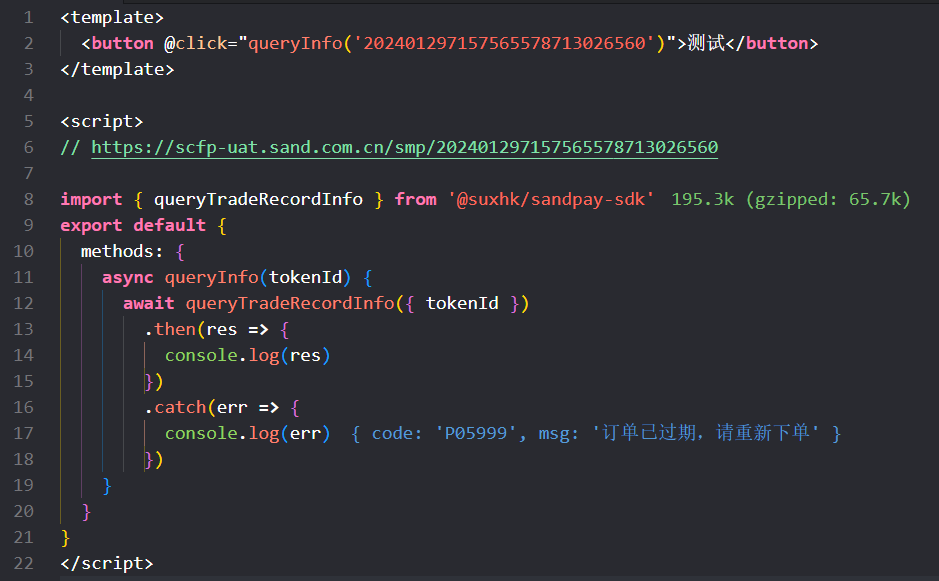 1 <template>
2 <button @click="queryInfo('202401297157565578713026560')">测试</button>
3 </template>
4
5 <script>
6 // https://scfp-uat.sand.com.cn/smp/202401297157565578713026560
7
8 import { queryTradeRecordInfo } from '@suxhk/sandpay-sdk' 195.3k (gzipped: 65.7k)
9 export default {
10 methods: {
11 async queryInfo(tokenId) {
12 await queryTradeRecordInfo({ tokenId })
13 .then(res => {
14 console.log(res)
15 })
16 .catch(err => {
17 console.log(err) { code: 'P05999', msg: '订单已过期，请重新下单' }
18 })
19 }
20 }
21 }
22 </script>